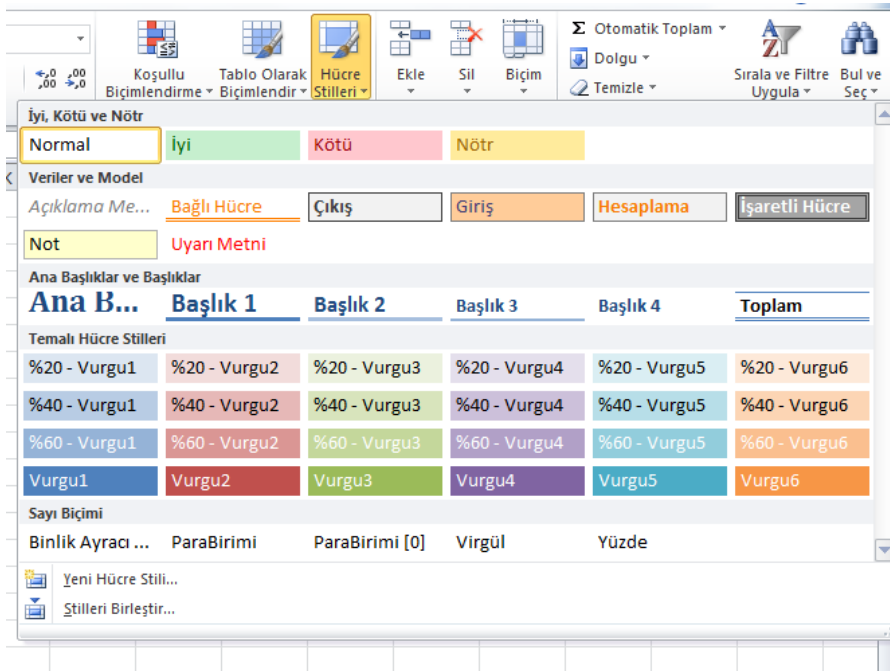 Σ Otomatik Toplam
Dolgu
Temizle
,0 ,00
,00 ,0
Koşullu Biçimlendirme
Tablo Olarak Biçimlendir
Hücre Stilleri
Ekle
Sil
Biçim
Sırala ve Filtre Uygula
Bul ve Seç
İyi, Kötü ve Nötr
Normal İyi Kötü Nötr
Veriler ve Model
Açıklama Me... Bağlı Hücre Çıkış Giriş Hesaplama İşaretli Hücre
Not Uyarı Metni
Ana Başlıklar ve Başlıklar
Ana B... Başlık 1 Başlık 2 Başlık 3 Başlık 4 Toplam
Temalı Hücre Stilleri
%20 - Vurgu1 %20 - Vurgu2 %20 - Vurgu3 %20 - Vurgu4 %20 - Vurgu5 %20 - Vurgu6
%40 - Vurgu1 %40 - Vurgu2 %40 - Vurgu3 %40 - Vurgu4 %40 - Vurgu5 %40 - Vurgu6
%60 - Vurgu1 %60 - Vurgu2 %60 - Vurgu3 %60 - Vurgu4 %60 - Vurgu5 %60 - Vurgu6
Vurgu1 Vurgu2 Vurgu3 Vurgu4 Vurgu5 Vurgu6
Sayı Biçimi
Binlik Ayracı ... ParaBirimi ParaBirimi [0] Virgül Yüzde
Yeni Hücre Stili...
Stilleri Birleştir...